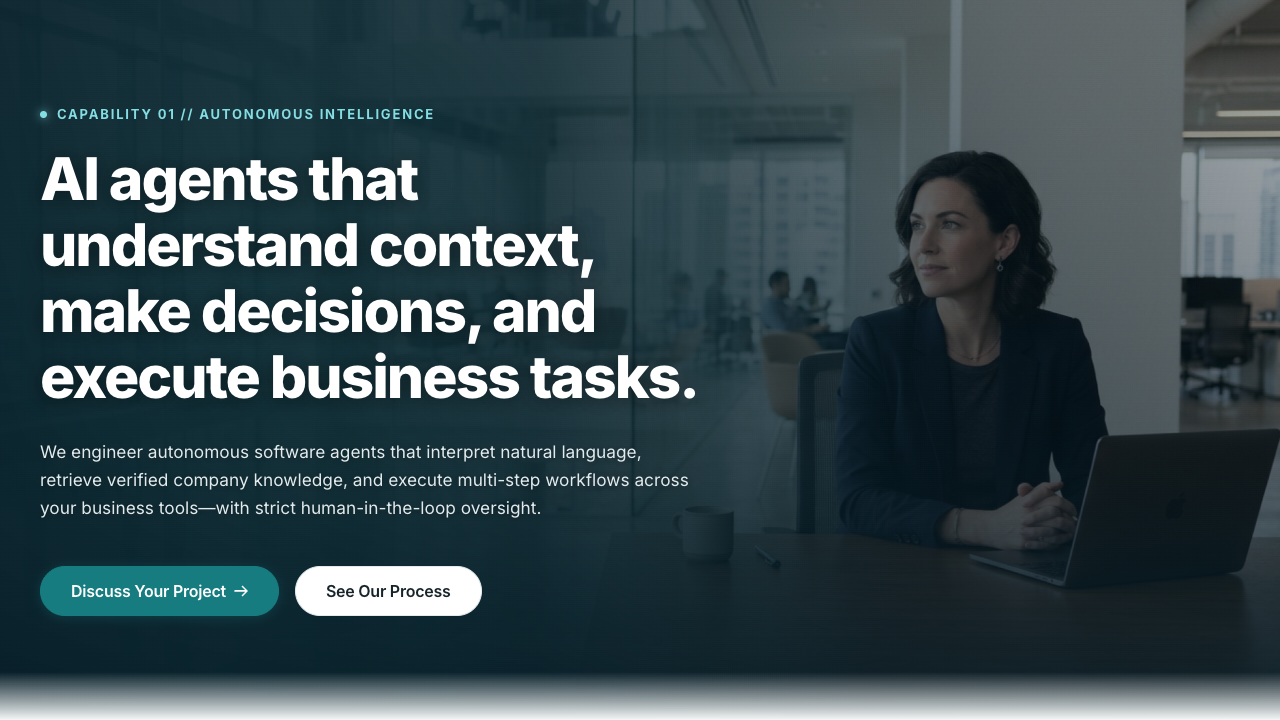 CAPABILITY 01 // AUTONOMOUS INTELLIGENCE
AI agents that
understand context,
make decisions, and
execute business tasks.
We engineer autonomous software agents that interpret natural language,
retrieve verified company knowledge, and execute multi-step workflows across
your business tools—with strict human-in-the-loop oversight.
Discuss Your Project →
See Our Process